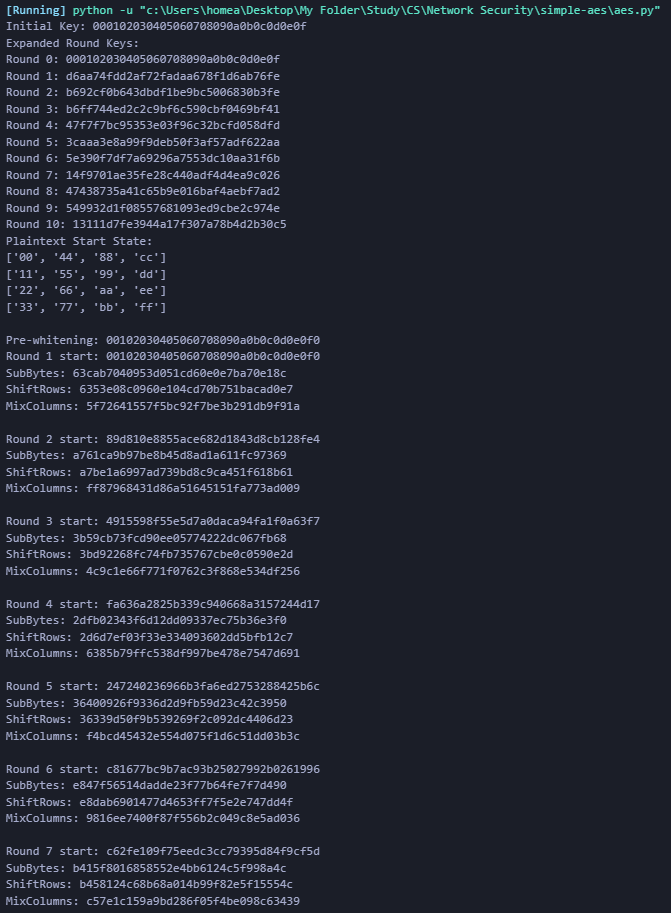 [Running] python -u "c:\Users\homea\Desktop\My Folder\Study\CS\Network Security\simple-aes\aes.py"
Initial Key: 000102030405060708090a0b0c0d0e0f
Expanded Round Keys:
Round 0: 000102030405060708090a0b0c0d0e0f
Round 1: d6aa74fdd2af72fadaa678f1d6ab76fe
Round 2: b692cf0b643dbdf1be9bc5006830b3fe
Round 3: b6ff744ed2c2c9bf6c590cbf0469bf41
Round 4: 47f7f7bc95353e03f96c32bcfd058dfd
Round 5: 3caaa3e8a99f9deb50f3af57adf622aa
Round 6: 5e390f7df7a69296a7553dc10aa31f6b
Round 7: 14f9701ae35fe28c440adf4d4ea9c026
Round 8: 47438735a41c65b9e016baf4aebf7ad2
Round 9: 549932d1f08557681093ed9cbe2c974e
Round 10: 13111d7fe3944a17f307a78b4d2b30c5
Plaintext Start State:
['00', '44', '88', 'cc']
['11', '55', '99', 'dd']
['22', '66', 'aa', 'ee']
['33', '77', 'bb', 'ff']
Pre-whitening: 00102030405060708090a0b0c0d0e0f0
Round 1 start: 00102030405060708090a0b0c0d0e0f0
SubBytes: 63cab7040953d051cd60e0e7ba70e18c
ShiftRows: 6353e08c0960e104cd70b751bacad0e7
MixColumns: 5f72641557f5bc92f7be3b291db9f91a
Round 2 start: 89d810e8855ace682d1843d8cb128fe4
SubBytes: a761ca9b97be8b45d8ad1a611fc97369
ShiftRows: a7be1a6997ad739bd8c9ca451f618b61
MixColumns: ff87968431d86a51645151fa773ad009
Round 3 start: 4915598f55e5d7a0daca94fa1f0a63f7
SubBytes: 3b59cb73fcd90ee05774222dc067fb68
ShiftRows: 3bd92268fc74fb735767cbe0c0590e2d
MixColumns: 4c9c1e66f771f0762c3f868e534df256
Round 4 start: fa636a2825b339c940668a3157244d17
SubBytes: 2dfb02343f6d12dd09337ec75b36e3f0
ShiftRows: 2d6d7ef03f33e334093602dd5bfb12c7
MixColumns: 6385b79ffc538df997be478e7547d691
Round 5 start: 247240236966b3fa6ed2753288425b6c
SubBytes: 36400926f9336d2d9fb59d23c42c3950
ShiftRows: 36339d50f9b539269f2c092dc4406d23
MixColumns: f4bcd45432e554d075f1d6c51dd03b3c
Round 6 start: c81677bc9b7ac93b25027992b0261996
SubBytes: e847f56514dadde23f77b64fe7f7d490
ShiftRows: e8dab6901477d4653ff7f5e2e747dd4f
MixColumns: 9816ee7400f87f556b2c049c8e5ad036
Round 7 start: c62fe109f75eedc3cc79395d84f9cf5d
SubBytes: b415f8016858552e4bb6124c5f998a4c
ShiftRows: b458124c68b68a014b99f82e5f15554c
MixColumns: c57e1c159a9bd286f05f4be098c63439